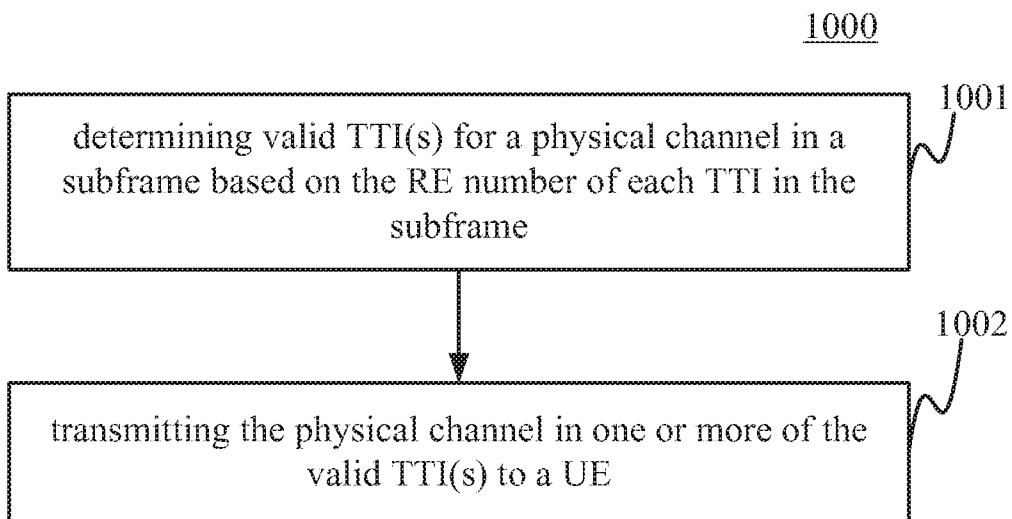 1000
1001
determining valid TTI(s) for a physical channel in a
subframe based on the RE number of each TTI in the
subframe
1002
transmitting the physical channel in one or more of the
valid TTI(s) to a UE